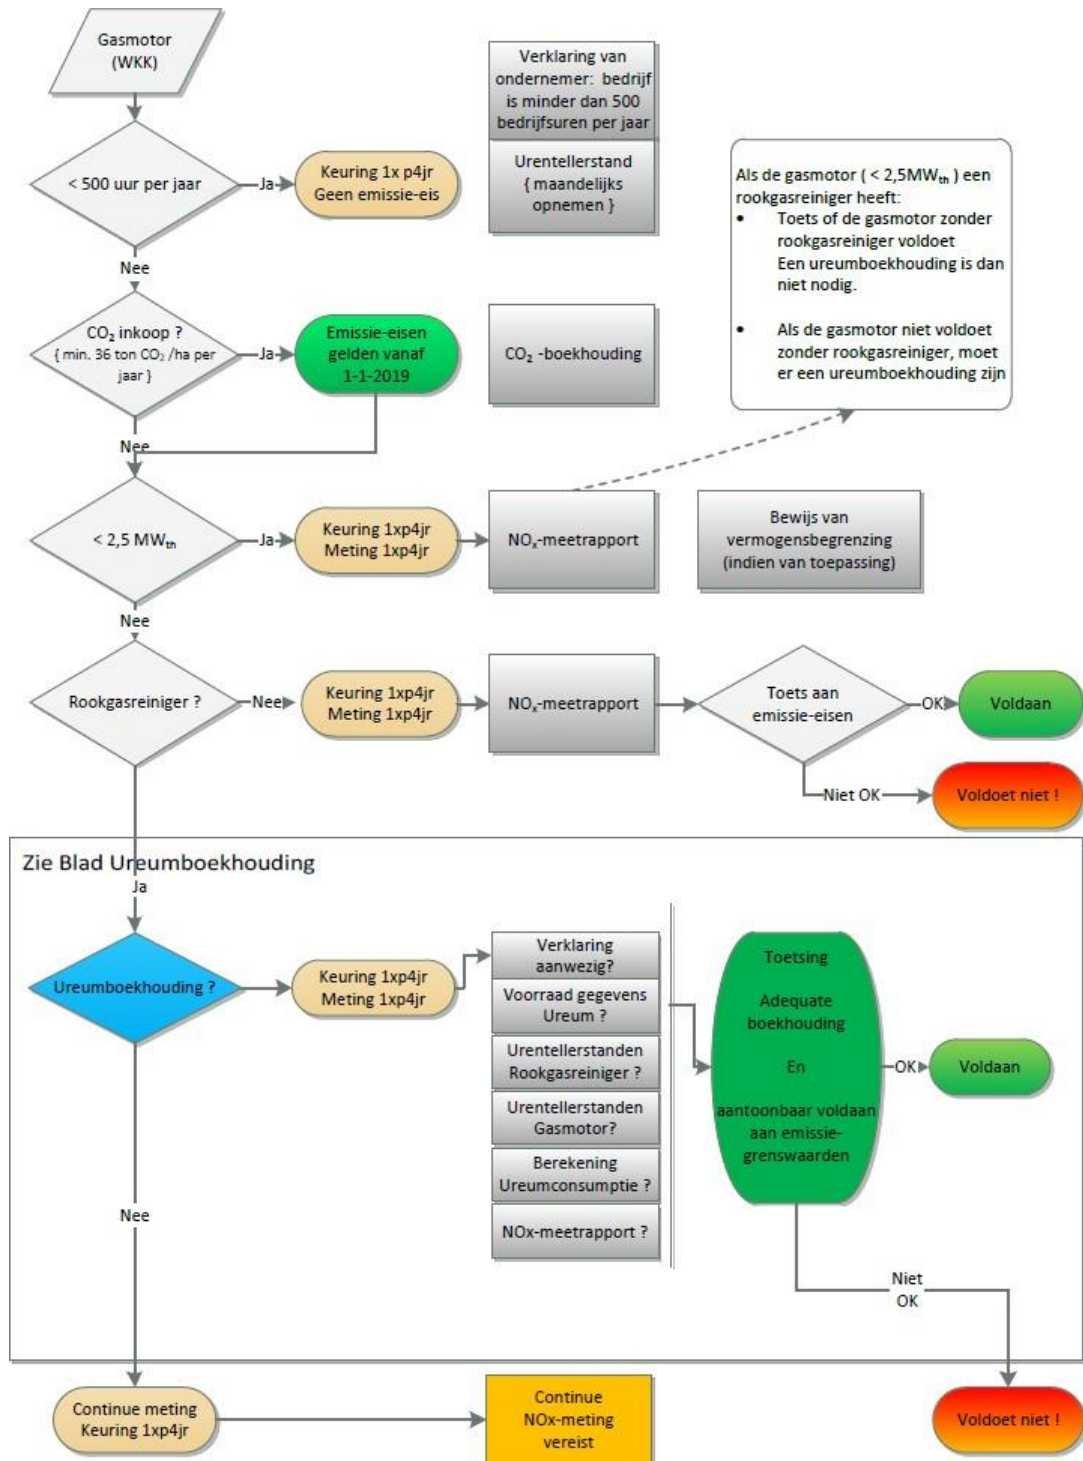 Gasmotor
(WKK)
Verklaring van
ondernemer: bedrijf
is minder dan 500
bedrijfsuren per jaar
< 500 uur per jaar
Ja
Keuring 1x p4jr
Geen emissie-eis
Urentellerstand
{ maandelijks
opnemen }
Als de gasmotor ( < 2,5MWth ) een
rookgasreiniger heeft:
• Toets of de gasmotor zonder
rookgasreiniger voldoet
Een ureumboekhouding is dan
niet nodig.
• Als de gasmotor niet voldoet
zonder rookgasreiniger, moet
er een ureumboekhouding zijn
Nee
CO2 inkoop ?
{ min. 36 ton CO2 /ha per
jaar }
Ja
Emissie-eisen
gelden vanaf
1-1-2019
CO2 -boekhouding
Nee
< 2,5 MWth
Ja
Keuring 1xp4jr
Meting 1xp4jr
NOx-meetrapport
Bewijs van
vermogensbegrenzing
(indien van toepassing)
Nee
Rookgasreiniger ?
Nee
Keuring 1xp4jr
Meting 1xp4jr
NOx-meetrapport
Toets aan
emissie-eisen
OK
Voldaan
Niet OK
Voldoet niet !
Zie Blad Ureumboekhouding
Ja
Ureumboekhouding ?
Keuring 1xp4jr
Meting 1xp4jr
Verklaring
aanwezig?
Voorraad gegevens
Ureum ?
Urentellerstanden
Rookgasreiniger ?
Urentellerstanden
Gasmotor?
Berekening
Ureumconsumptie ?
NOx-meetrapport ?
Toetsing
Adequate
boekhouding
En
aantoonbaar voldaan
aan emissie-
grenswaarden
OK
Voldaan
Nee
Niet
OK
Continue meting
Keuring 1xp4jr
Continue
NOx-meting
vereist
Voldoet niet !